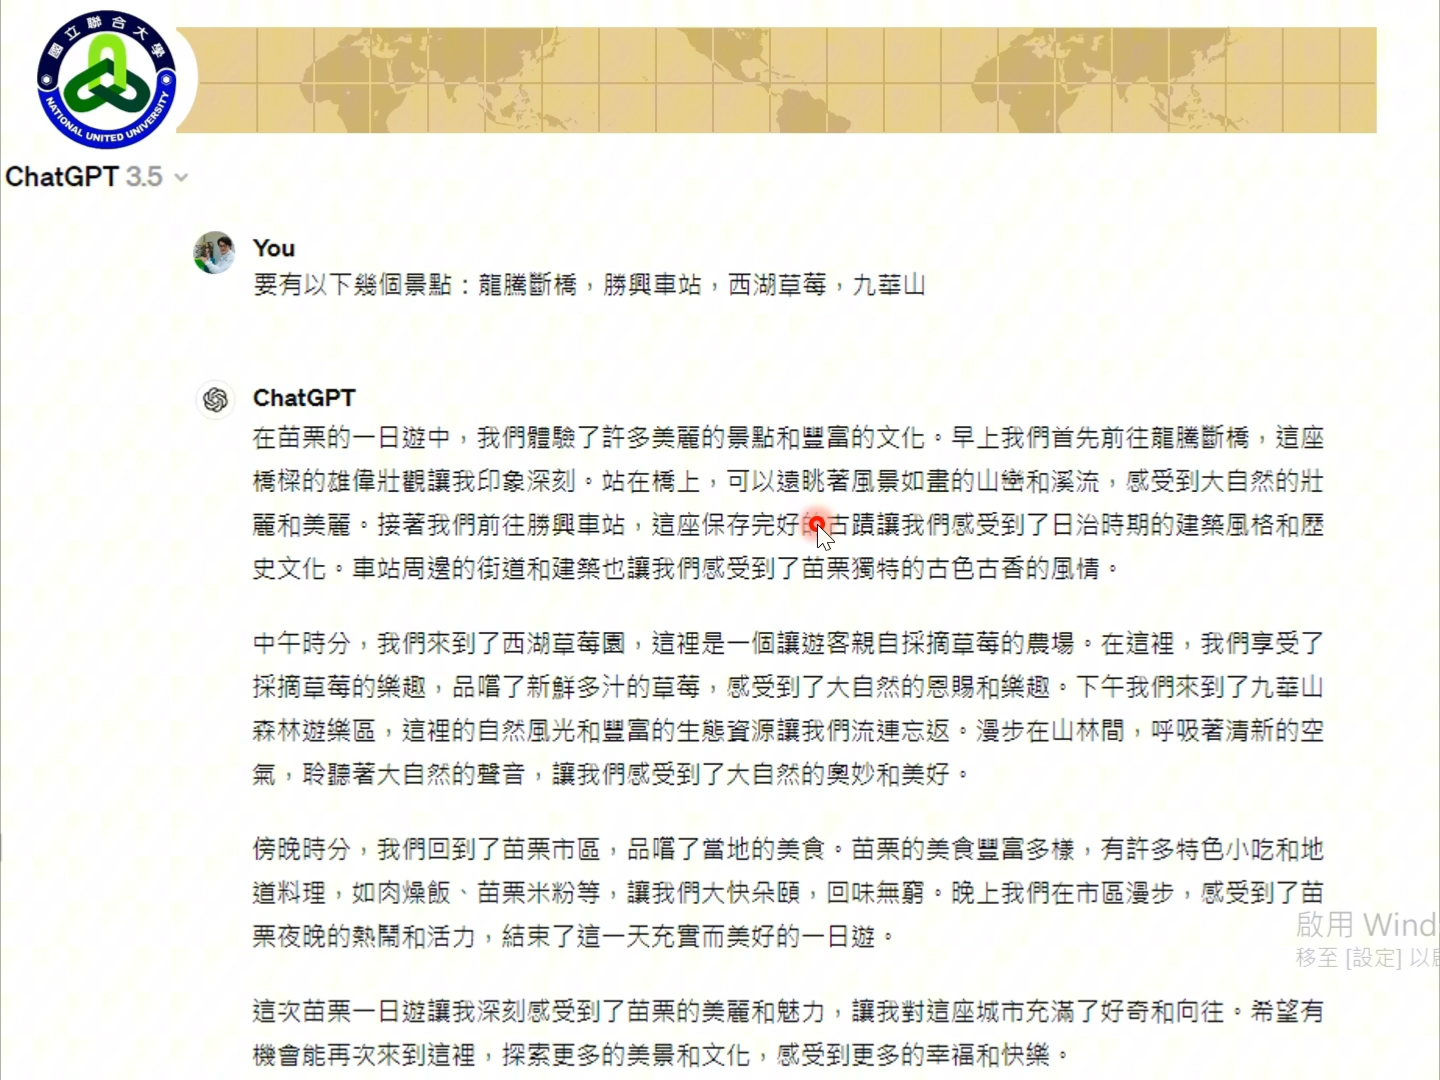 國立聯合大學
NATIONAL UNITED UNIVERSITY
ChatGPT 3.5
You
要有以下幾個景點：龍騰斷橋，勝興車站，西湖草莓，九華山
ChatGPT
在苗栗的一日遊中，我們體驗了許多美麗的景點和豐富的文化。早上我們首先前往龍騰斷橋，這座
橋樑的雄偉壯觀讓我印象深刻。站在橋上，可以遠眺著風景如畫的山巒和溪流，感受到大自然的壯
麗和美麗。接著我們前往勝興車站，這座保存完好的古蹟讓我們感受到了日治時期的建築風格和歷
史文化。車站周邊的街道和建築也讓我們感受到了苗栗獨特的古色古香的風情。
中午時分，我們來到了西湖草莓園，這裡是一個讓遊客親自採摘草莓的農場。在這裡，我們享受了
採摘草莓的樂趣，品嚐了新鮮多汁的草莓，感受到了大自然的恩賜和樂趣。下午我們來到了九華山
森林遊樂區，這裡的自然風光和豐富的生態資源讓我們流連忘返。漫步在山林間，呼吸著清新的空
氣，聆聽著大自然的聲音，讓我們感受到了大自然的奧妙和美好。
傍晚時分，我們回到了苗栗市區，品嚐了當地的美食。苗栗的美食豐富多樣，有許多特色小吃和地
道料理，如肉燥飯、苗栗米粉等，讓我們大快朵頤，回味無窮。晚上我們在市區漫步，感受到了苗
栗夜晚的熱鬧和活力，結束了這一天充實而美好的一日遊。
啟用 Wind
移至 [設定] 以啟
這次苗栗一日遊讓我深刻感受到了苗栗的美麗和魅力，讓我對這座城市充滿了好奇和向往。希望有
機會能再次來到這裡，探索更多的美景和文化，感受到更多的幸福和快樂。